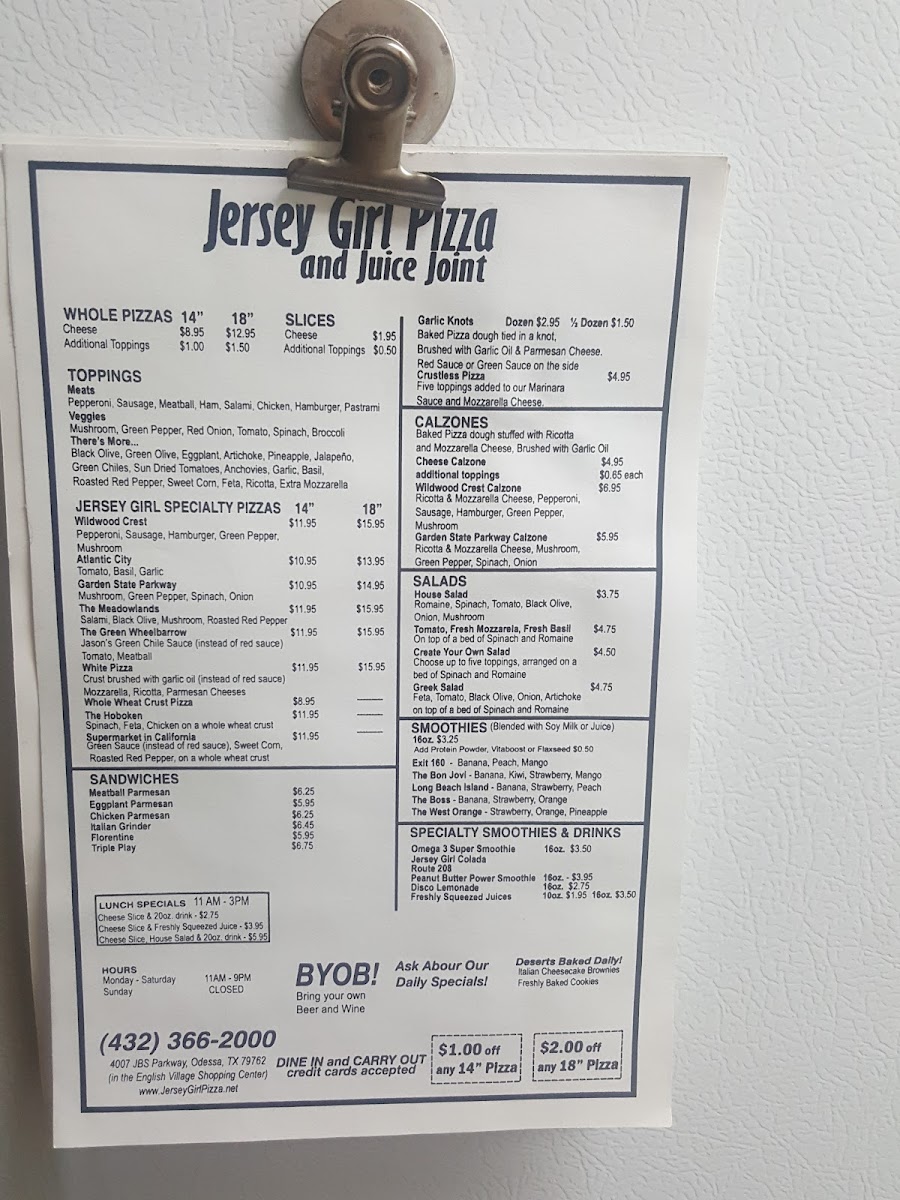 Jersey Girl Pizza
and Juice Joint
WHOLE PIZZAS 14" 18"
Cheese $8.95 $12.95
Additional Toppings $1.00 $1.50
SLICES
Cheese $1.95
Additional Toppings $0.50
TOPPINGS
Meats
Pepperoni, Sausage, Meatball, Ham, Salami, Chicken, Hamburger, Pastrami
Veggies
Mushroom, Green Pepper, Red Onion, Tomato, Spinach, Broccoli
There's More...
Black Olive, Green Olive, Eggplant, Artichoke, Pineapple, Jalapeño,
Green Chiles, Sun Dried Tomatoes, Anchovies, Garlic, Basil,
Roasted Red Pepper, Sweet Corn, Feta, Ricotta, Extra Mozzarella
JERSEY GIRL SPECIALTY PIZZAS 14" 18"
Wildwood Crest $11.95 $15.95
Pepperoni, Sausage, Hamburger, Green Pepper,
Mushroom
Atlantic City $10.95 $13.95
Tomato, Basil, Garlic
Garden State Parkway $10.95 $14.95
Mushroom, Green Pepper, Spinach, Onion
The Meadowlands $11.95 $15.95
Salami, Black Olive, Mushroom, Roasted Red Pepper
The Green Wheelbarrow $11.95 $15.95
Jason's Green Chile Sauce (instead of red sauce)
Tomato, Meatball
White Pizza $11.95 $15.95
Crust brushed with garlic oil (instead of red sauce)
Mozzarella, Ricotta, Parmesan Cheeses
Whole Wheat Crust Pizza $8.95 ——
The Hoboken $11.95 ——
Spinach, Feta, Chicken on a whole wheat crust
Supermarket in California $11.95 ——
Green Sauce (instead of red sauce), Sweet Corn,
Roasted Red Pepper, on a whole wheat crust
SANDWICHES
Meatball Parmesan $6.25
Eggplant Parmesan $5.95
Chicken Parmesan $6.25
Italian Grinder $6.45
Florentine $5.95
Triple Play $6.75
LUNCH SPECIALS 11 AM - 3PM
Cheese Slice & 20oz. drink - $2.75
Cheese Slice & Freshly Squeezed Juice - $3.95
Cheese Slice, House Salad & 20oz. drink - $5.95
Garlic Knots Dozen $2.95 ½ Dozen $1.50
Baked Pizza dough tied in a knot,
Brushed with Garlic Oil & Parmesan Cheese.
Red Sauce or Green Sauce on the side
Crustless Pizza $4.95
Five toppings added to our Marinara
Sauce and Mozzarella Cheese.
CALZONES
Baked Pizza dough stuffed with Ricotta
and Mozzarella Cheese, Brushed with Garlic Oil
Cheese Calzone $4.95
additional toppings $0.65 each
Wildwood Crest Calzone $6.95
Ricotta & Mozzarella Cheese, Pepperoni,
Sausage, Hamburger, Green Pepper,
Mushroom
Garden State Parkway Calzone $5.95
Ricotta & Mozzarella Cheese, Mushroom,
Green Pepper, Spinach, Onion
SALADS
House Salad $3.75
Romaine, Spinach, Tomato, Black Olive,
Onion, Mushroom
Tomato, Fresh Mozzarela, Fresh Basil $4.75
On top of a bed of Spinach and Romaine
Create Your Own Salad $4.50
Choose up to five toppings, arranged on a
bed of Spinach and Romaine
Greek Salad $4.75
Feta, Tomato, Black Olive, Onion, Artichoke
on top of a bed of Spinach and Romaine
SMOOTHIES (Blended with Soy Milk or Juice)
16oz. $3.25
Add Protein Powder, Vitaboost or Flaxseed $0.50
Exit 160 - Banana, Peach, Mango
The Bon Jovi - Banana, Kiwi, Strawberry, Mango
Long Beach Island - Banana, Strawberry, Peach
The Boss - Banana, Strawberry, Orange
The West Orange - Strawberry, Orange, Pineapple
SPECIALTY SMOOTHIES & DRINKS
Omega 3 Super Smoothie 16oz. $3.50
Jersey Girl Colada
Route 208
Peanut Butter Power Smoothie 16oz. - $3.95
Disco Lemonade 16oz. $2.75
Freshly Squeezed Juices 10oz. $1.95 16oz. $3.50
HOURS
Monday - Saturday 11AM - 9PM
Sunday CLOSED
BYOB!
Bring your own
Beer and Wine
Ask Abour Our
Daily Specials!
Deserts Baked Daily!
Italian Cheesecake Brownies
Freshly Baked Cookies
(432) 366-2000
4007 JBS Parkway, Odessa, TX 79762
(in the English Village Shopping Center)
www.JerseyGirlPizza.net
DINE IN and CARRY OUT
credit cards accepted
$1.00 off
any 14" Pizza
$2.00 off
any 18" Pizza